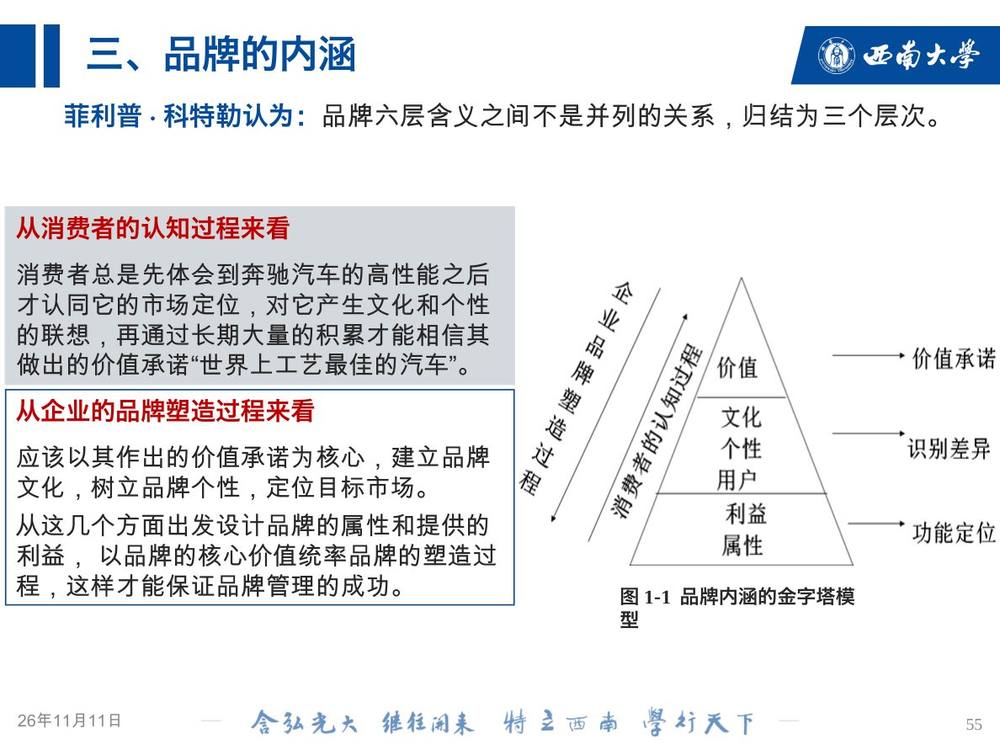 三、品牌的内涵
西南大学
菲利普·科特勒认为：品牌六层含义之间不是并列的关系，归结为三个层次。
从消费者的认知过程来看
消费者总是先体会到奔驰汽车的高性能之后
才认同它的市场定位，对它产生文化和个性
的联想，再通过长期大量的积累才能相信其
做出的价值承诺“世界上工艺最佳的汽车”。
从企业的品牌塑造过程来看
应该以其作出的价值承诺为核心，建立品牌
文化，树立品牌个性，定位目标市场。
从这几个方面出发设计品牌的属性和提供的
利益， 以品牌的核心价值统率品牌的塑造过
程，这样才能保证品牌管理的成功。
企业品牌塑造过程
消费者的认知过程
价值
文化
个性
用户
利益
属性
价值承诺
识别差异
功能定位
图 1-1 品牌内涵的金字塔模
型
26年11月11日
含弘光大 继往开来 特立西南 学行天下
55